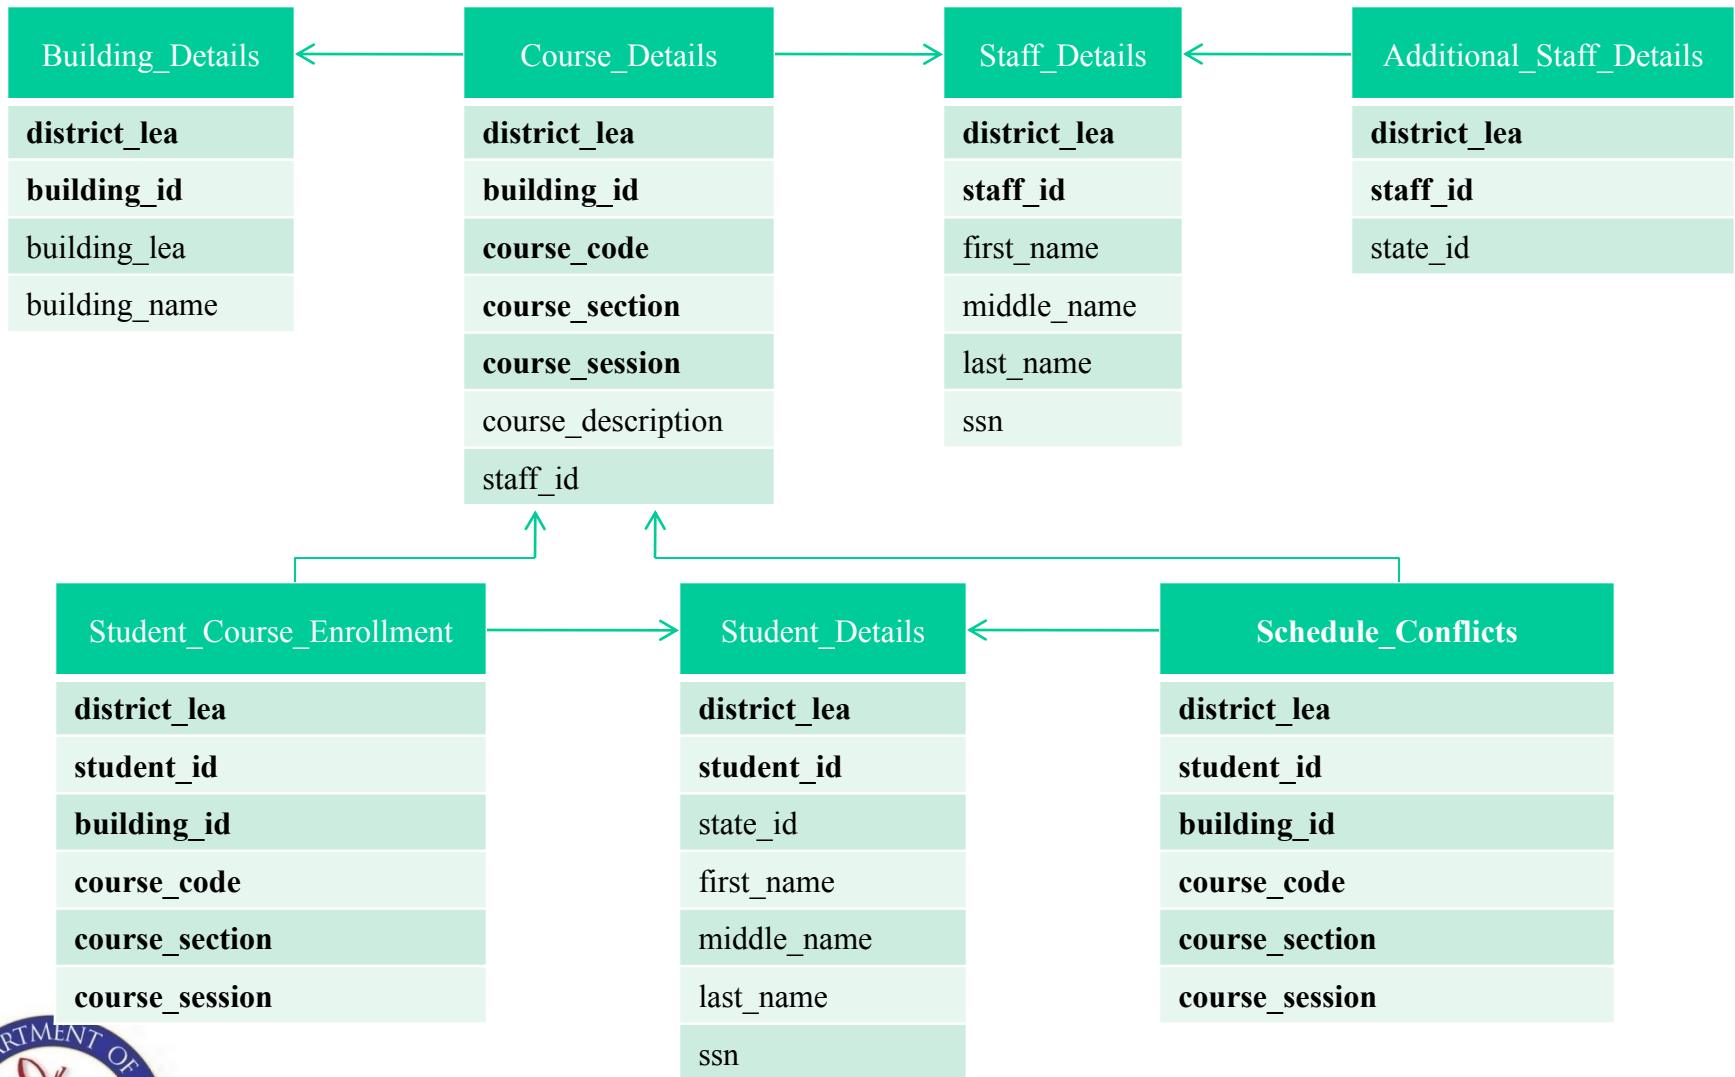 Building_Details
district_lea
building_id
building_lea
building_name
Course_Details
district_lea
building_id
course_code
course_section
course_session
course_description
staff_id
Staff_Details
district_lea
staff_id
first_name
middle_name
last_name
ssn
Additional_Staff_Details
district_lea
staff_id
state_id
Student_Course_Enrollment
district_lea
student_id
building_id
course_code
course_section
course_session
Student_Details
district_lea
student_id
state_id
first_name
middle_name
last_name
ssn
Schedule_Conflicts
district_lea
student_id
building_id
course_code
course_section
course_session
OF